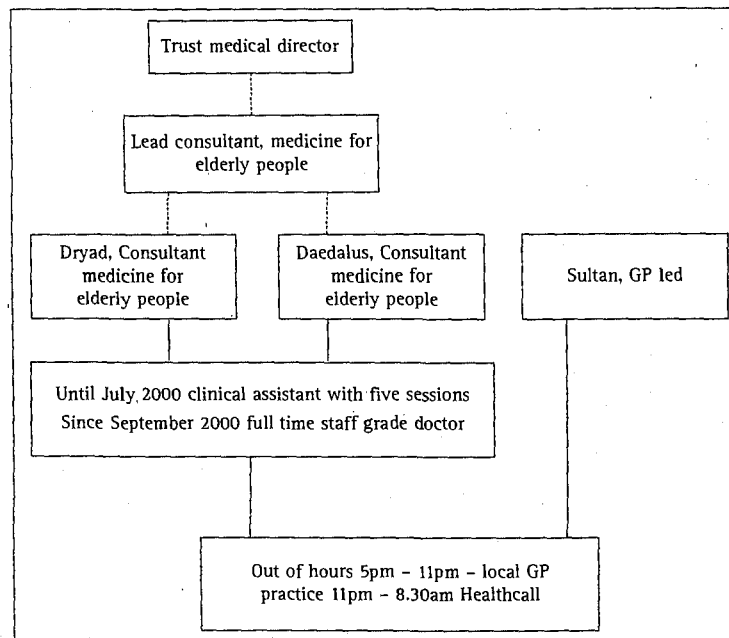 Trust medical director
Lead consultant, medicine for
elderly people
Dryad, Consultant
medicine for
elderly people
Daedalus, Consultant
medicine for
elderly people
Sultan, GP led
Until July, 2000 clinical assistant with five sessions
Since September 2000 full time staff grade doctor
Out of hours 5pm – 11pm – local GP
practice 11pm – 8.30am Healthcall